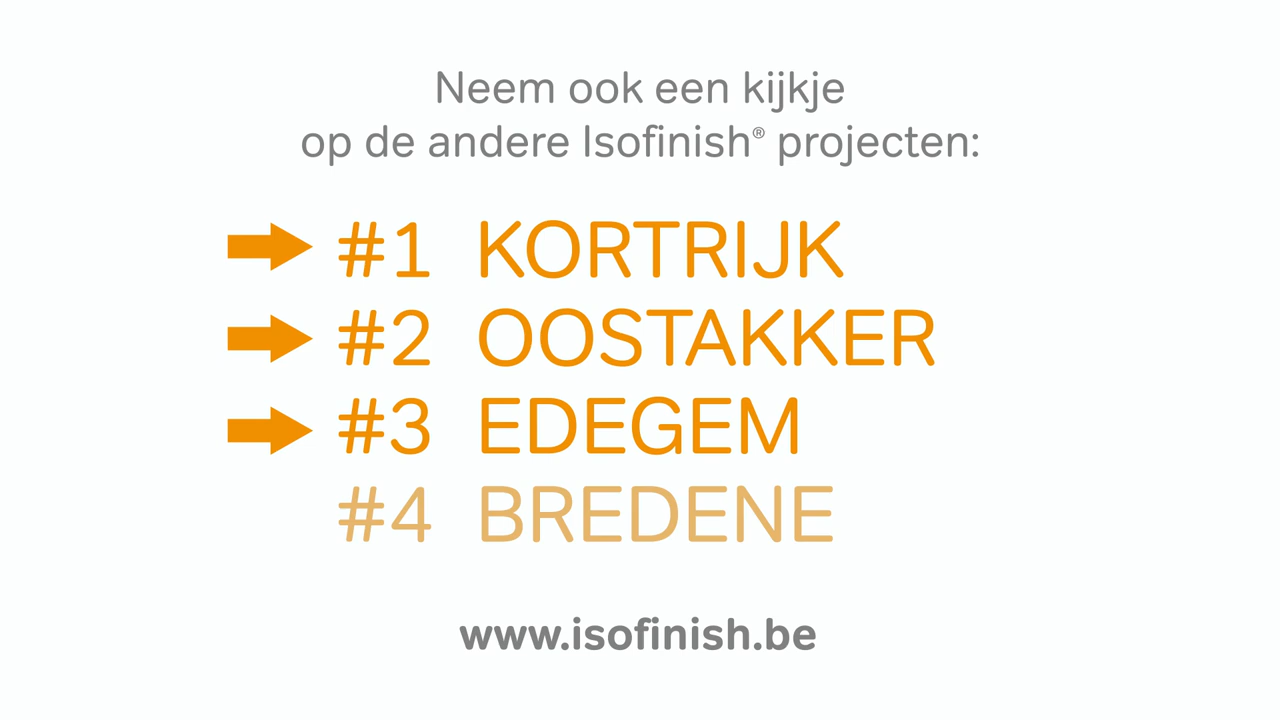 Neem ook een kijkje
op de andere Isofinish® projecten:
#1 KORTRIJK
#2 OOSTAKKER
#3 EDEGEM
#4 BREDENE
www.isofinish.be